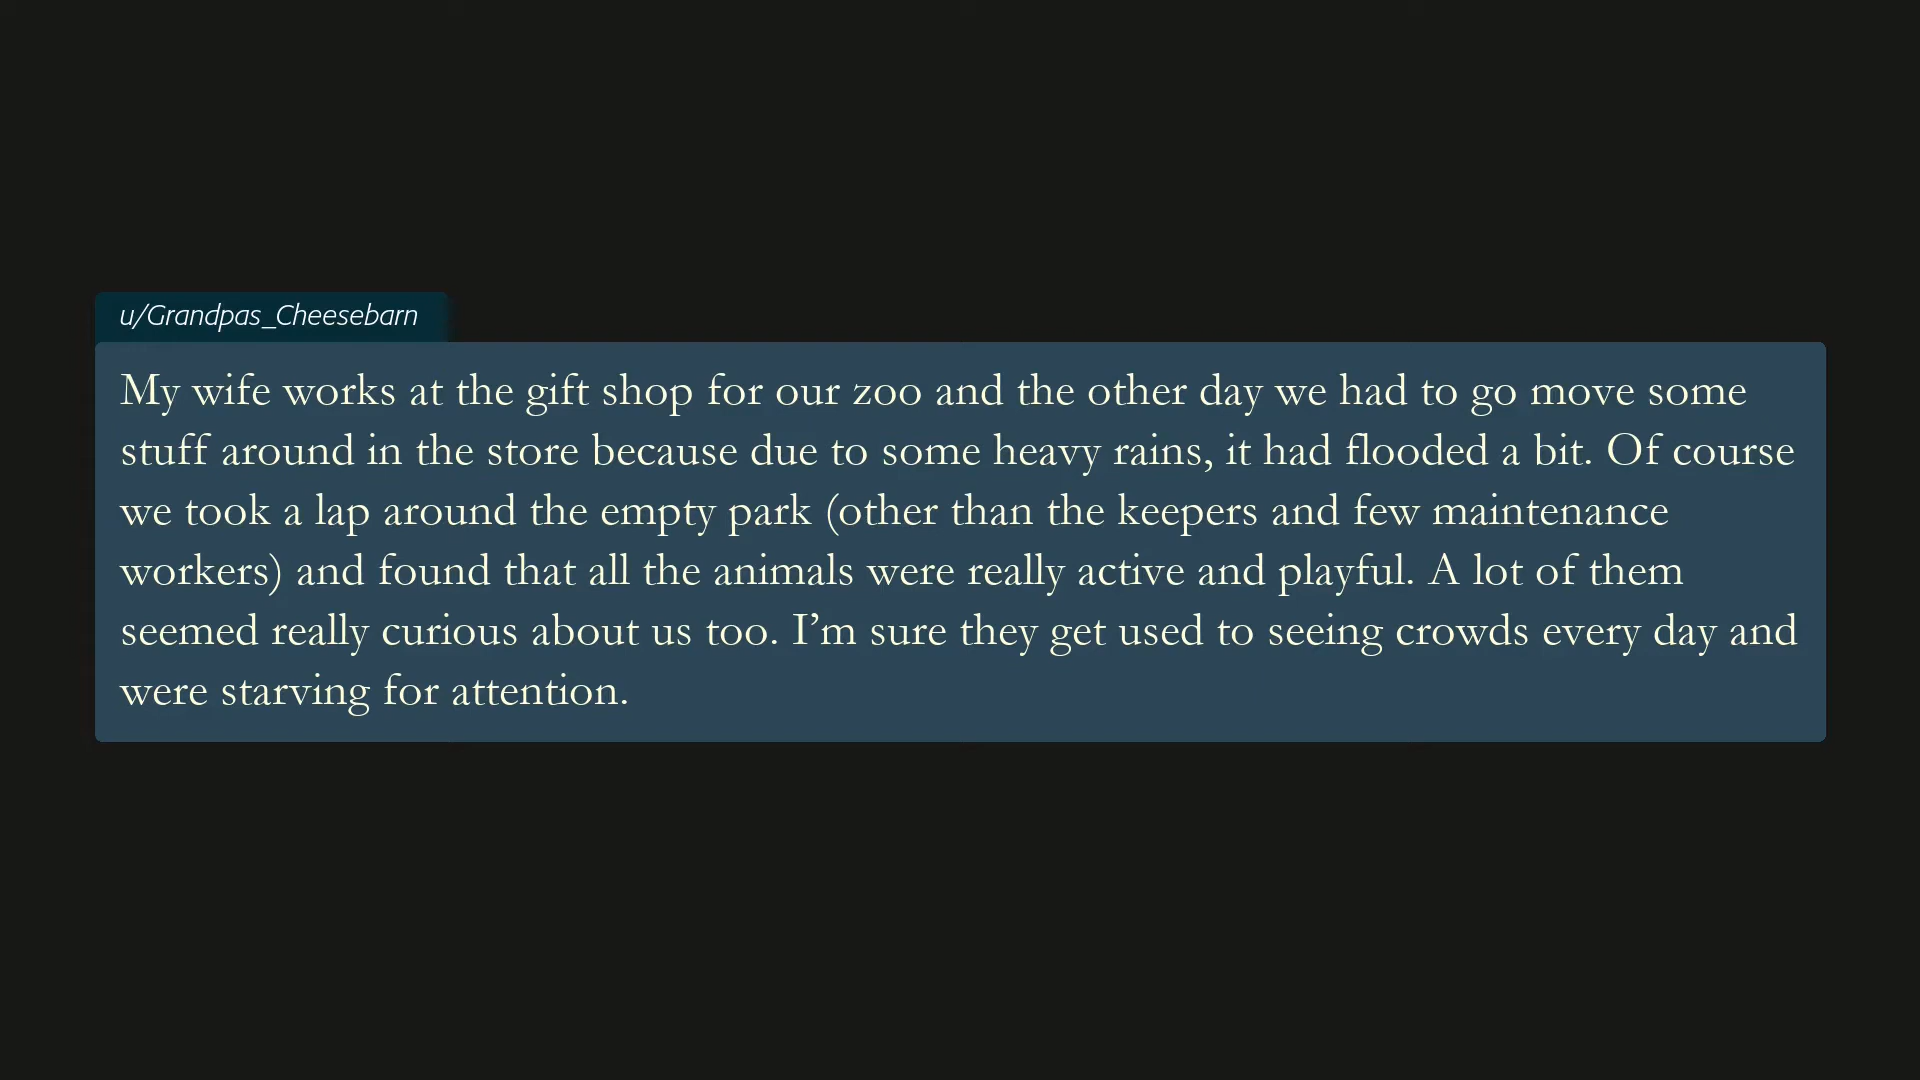 u/Grandpas_Cheesebarn
My wife works at the gift shop for our zoo and the other day we had to go move some
stuff around in the store because due to some heavy rains, it had flooded a bit. Of course
we took a lap around the empty park (other than the keepers and few maintenance
workers) and found that all the animals were really active and playful. A lot of them
seemed really curious about us too. I’m sure they get used to seeing crowds every day and
were starving for attention.